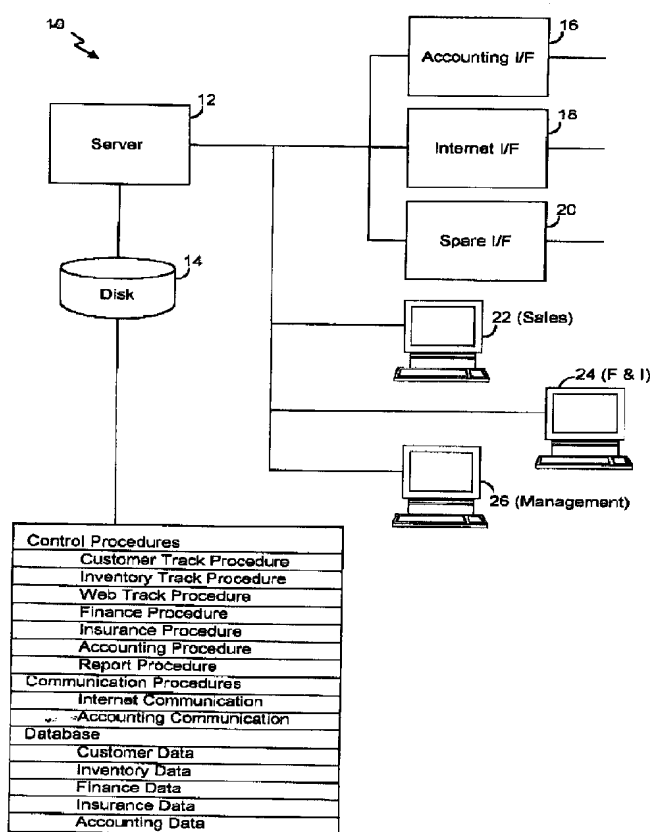 10
16
Accounting I/F
12
Server
18
Internet I/F
20
Spare I/F
14
Disk
22 (Sales)
24 (F & I)
26 (Management)
Control Procedures
Customer Track Procedure
Inventory Track Procedure
Web Track Procedure
Finance Procedure
Insurance Procedure
Accounting Procedure
Report Procedure
Communication Procedures
Internet Communication
Accounting Communication
Database
Customer Data
Inventory Data
Finance Data
Insurance Data
Accounting Data